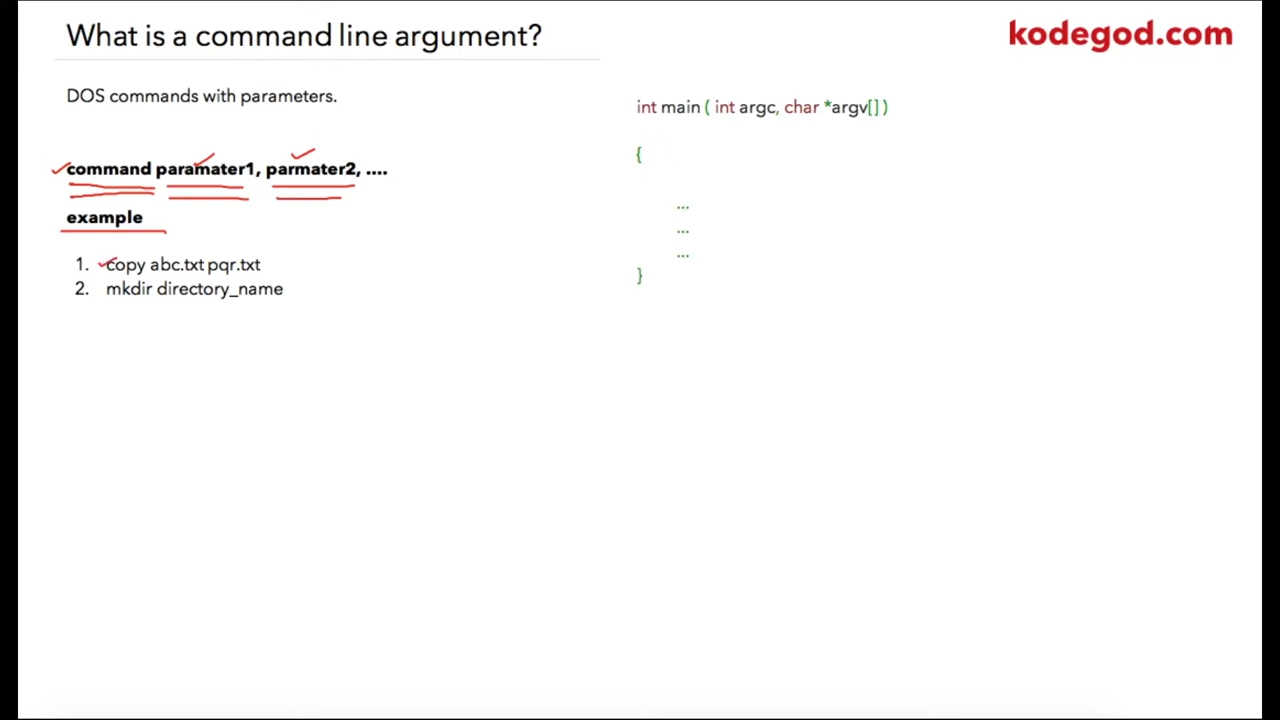 What is a command line argument?
kodegod.com
DOS commands with parameters.
command paramater1, parmater2, ....
example
1. copy abc.txt pqr.txt
2. mkdir directory_name
int main ( int argc, char *argv[] )
{
...
...
...
}